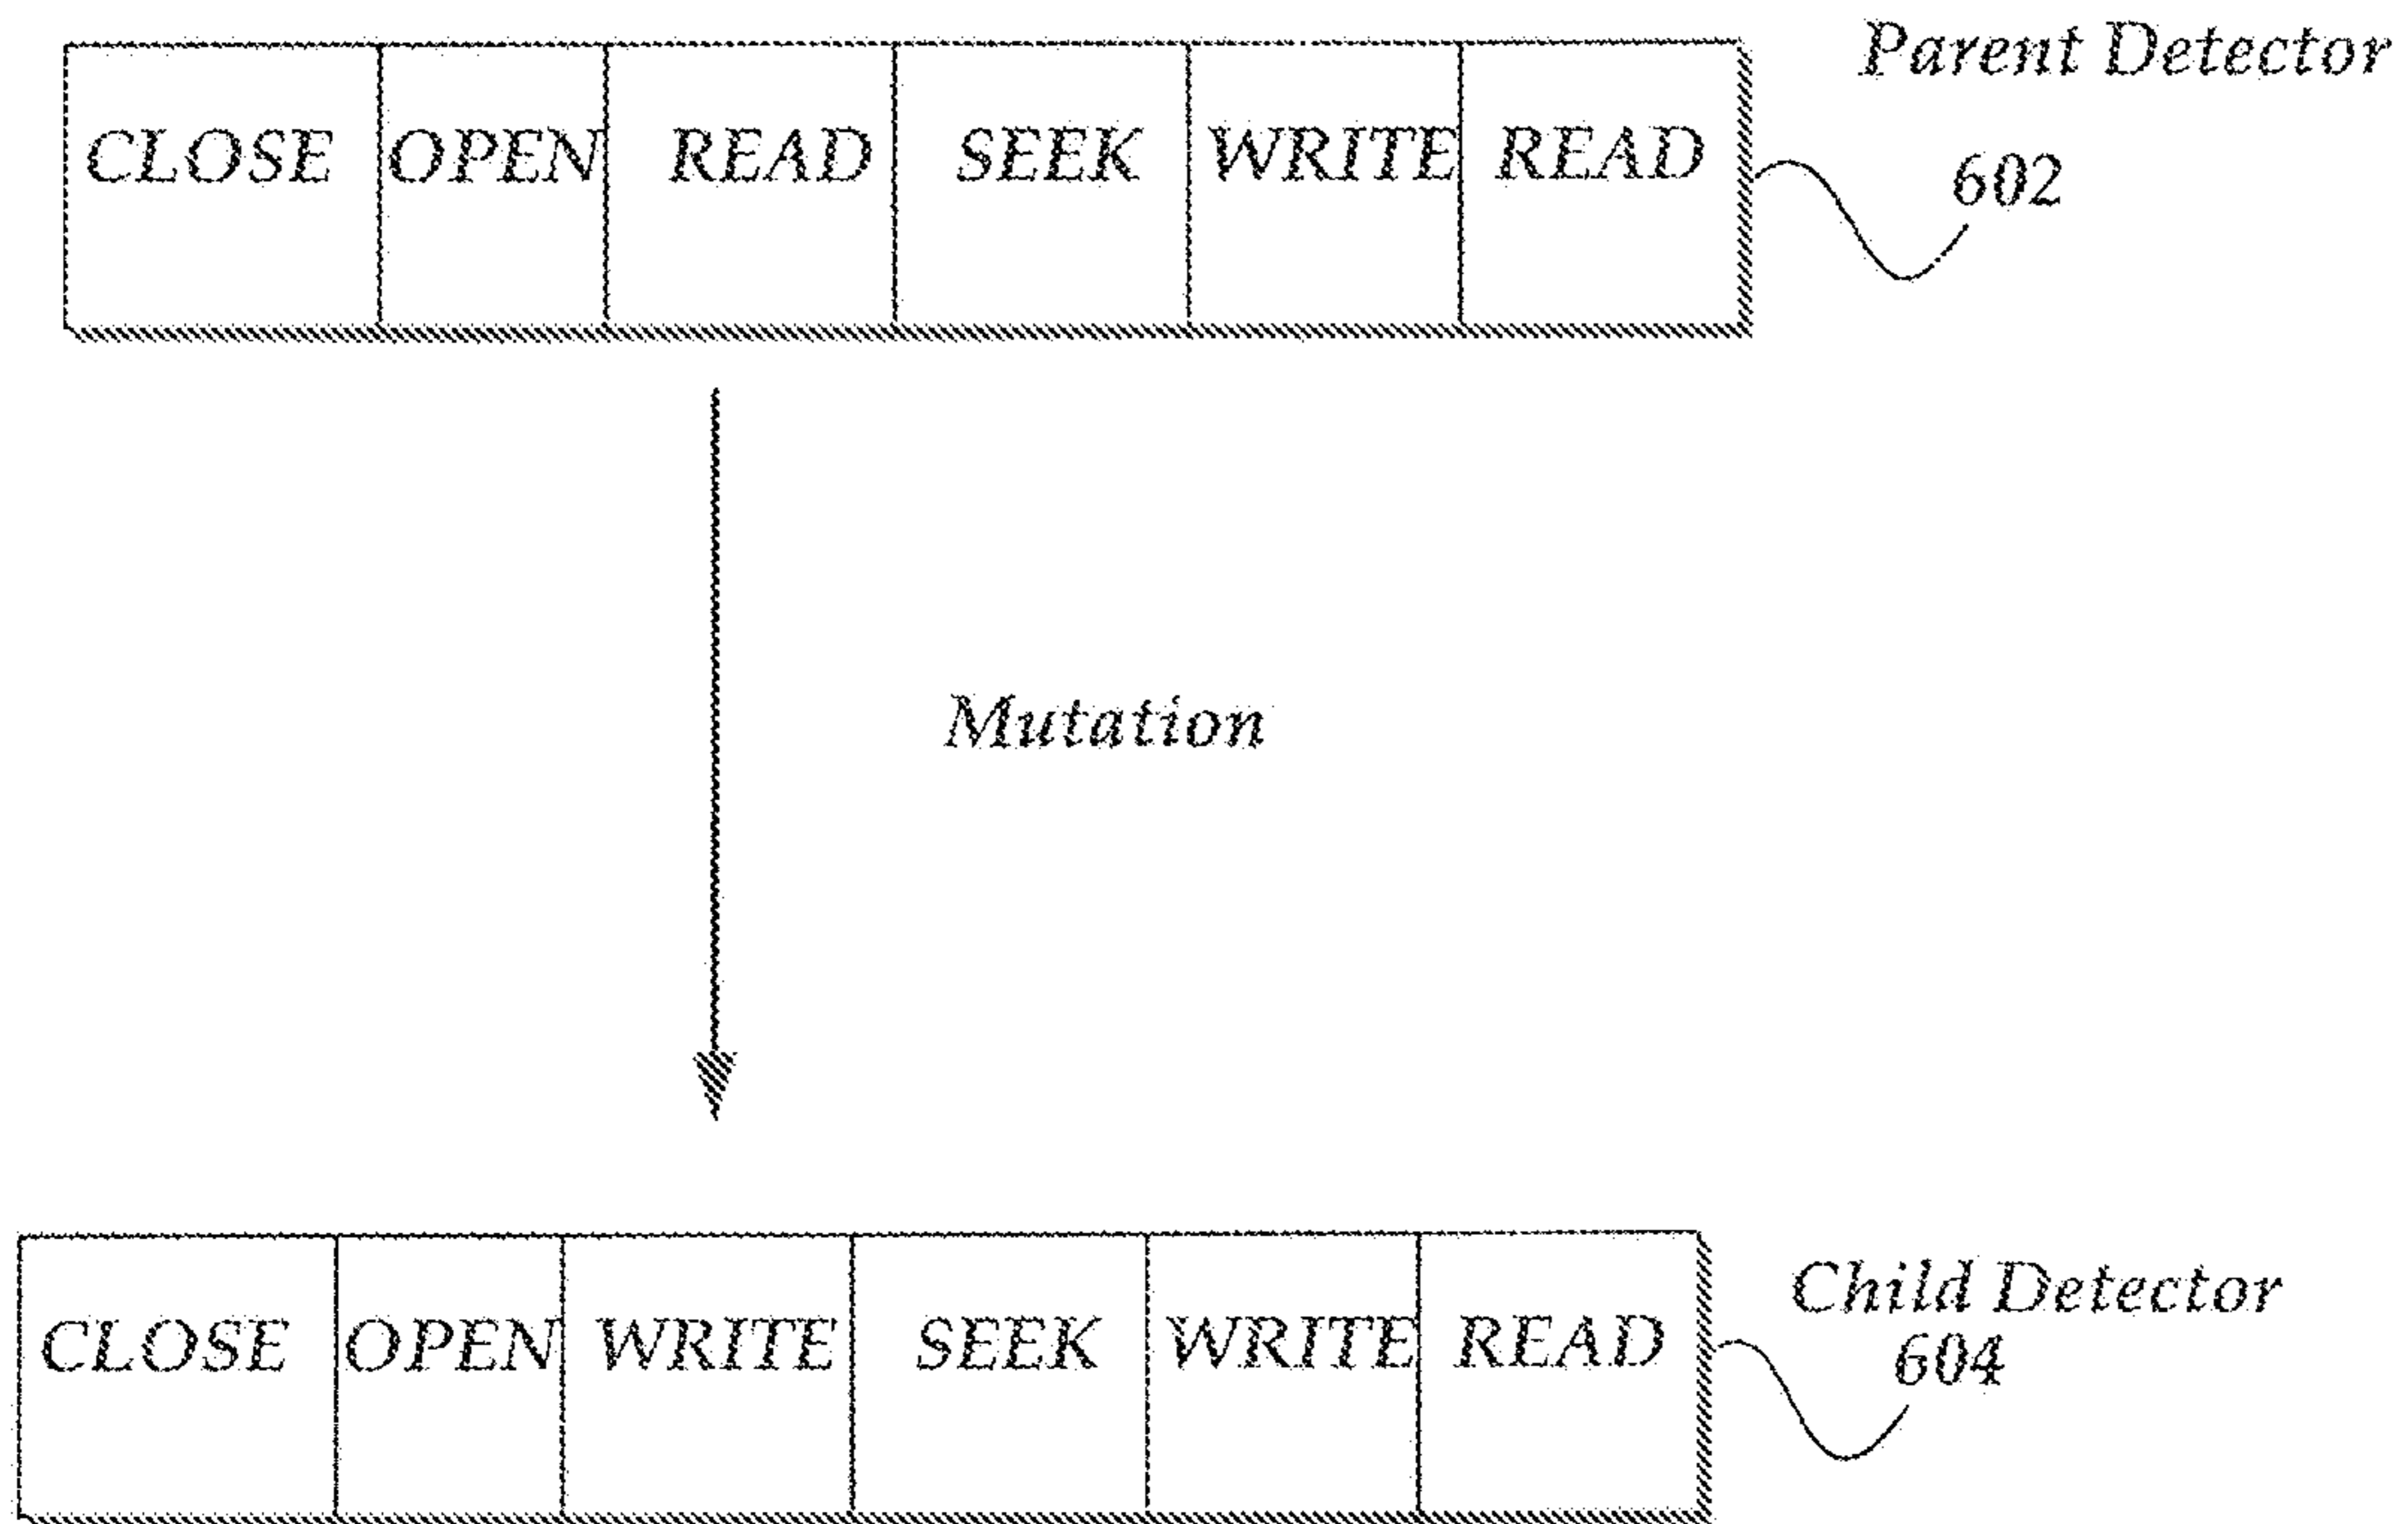 Parent Detector
602
CLOSE OPEN READ SEEK WRITE READ
Mutation
Child Detector
604
CLOSE OPEN WRITE SEEK WRITE READ